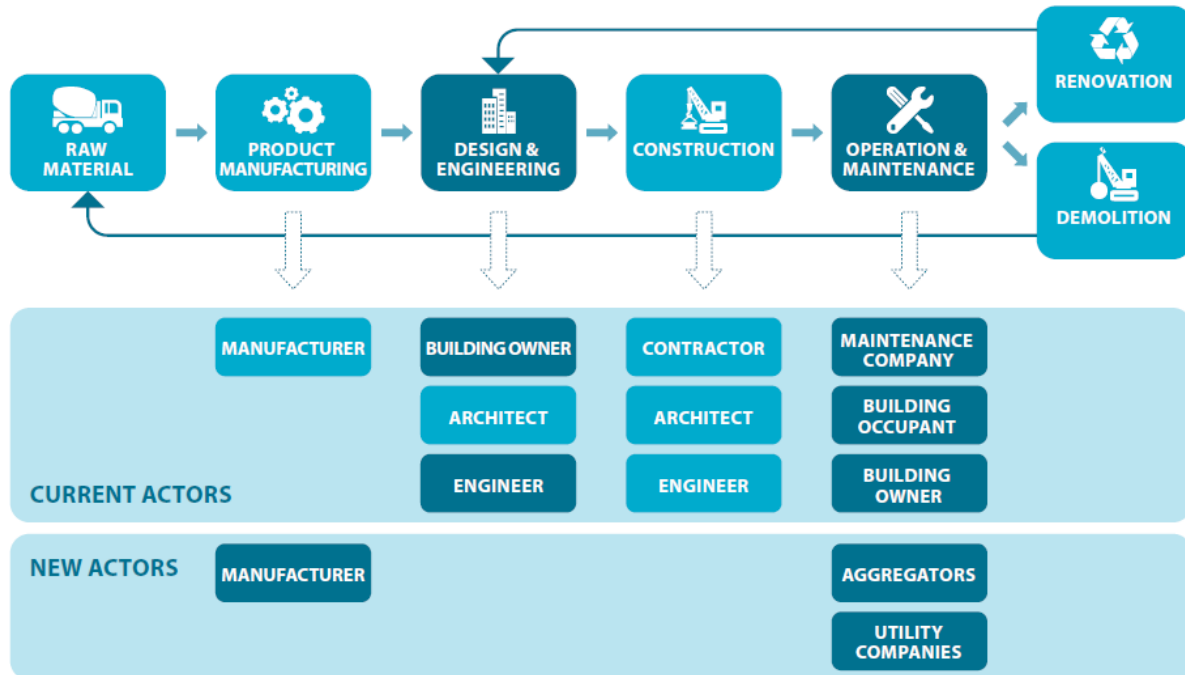 RAW
MATERIAL
PRODUCT
MANUFACTURING
DESIGN &
ENGINEERING
CONSTRUCTION
OPERATION &
MAINTENANCE
RENOVATION
DEMOLITION
CURRENT ACTORS
MANUFACTURER
BUILDING OWNER
ARCHITECT
ENGINEER
CONTRACTOR
ARCHITECT
ENGINEER
MAINTENANCE
COMPANY
BUILDING
OCCUPANT
BUILDING
OWNER
NEW ACTORS
MANUFACTURER
AGGREGATORS
UTILITY
COMPANIES